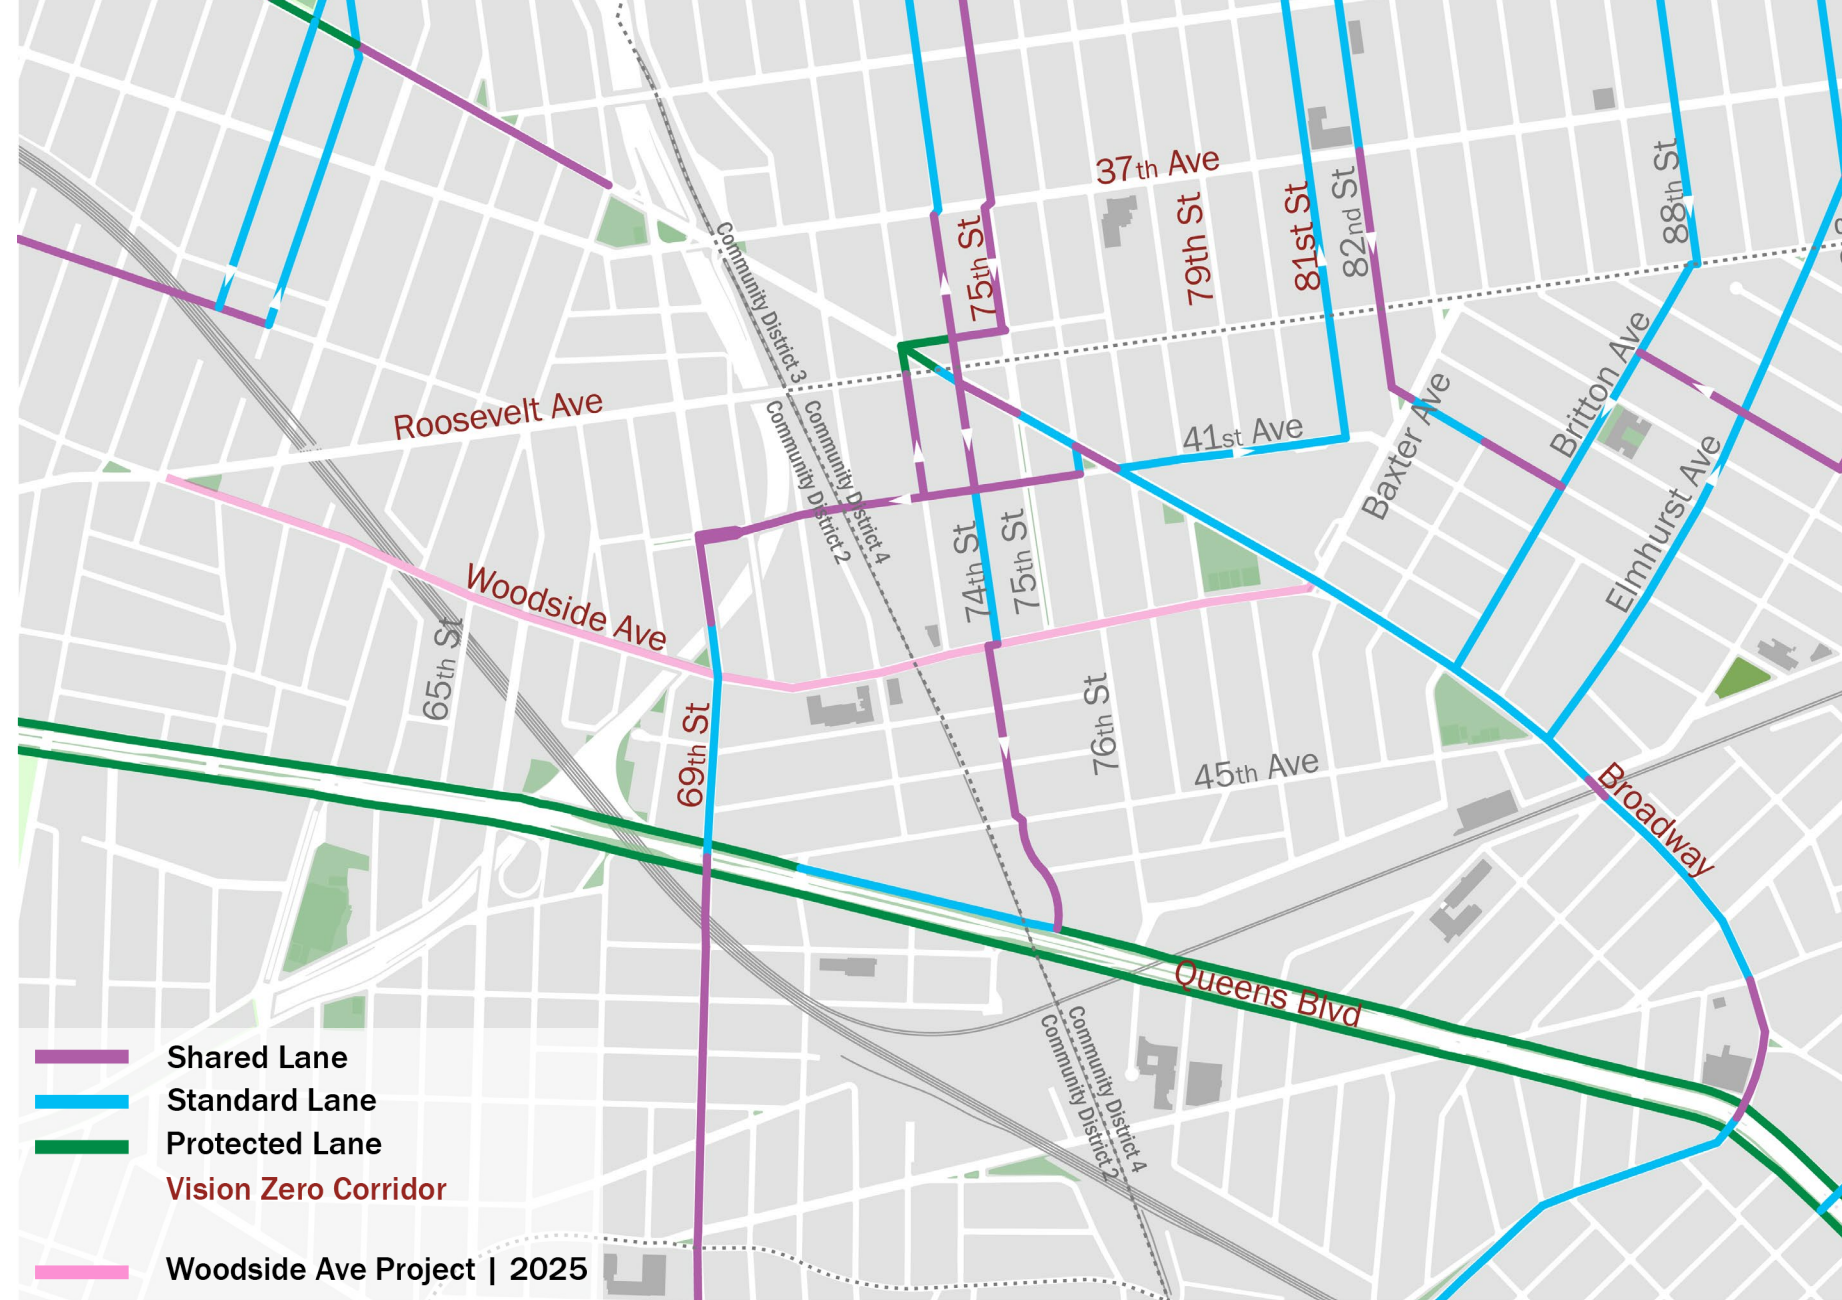 37th Ave
75th St
79th St
81st St
82nd St
88th St
Community District 3
Roosevelt Ave
Community District 2
Community District 4
41st Ave
Baxter Ave
Britton Ave
Elmhurst Ave
Woodside Ave
74th St
75th St
65th St
69th St
76th St
45th Ave
Broadway
Queens Blvd
Community District 2
Community District 4
Shared Lane
Standard Lane
Protected Lane
Vision Zero Corridor
Woodside Ave Project | 2025